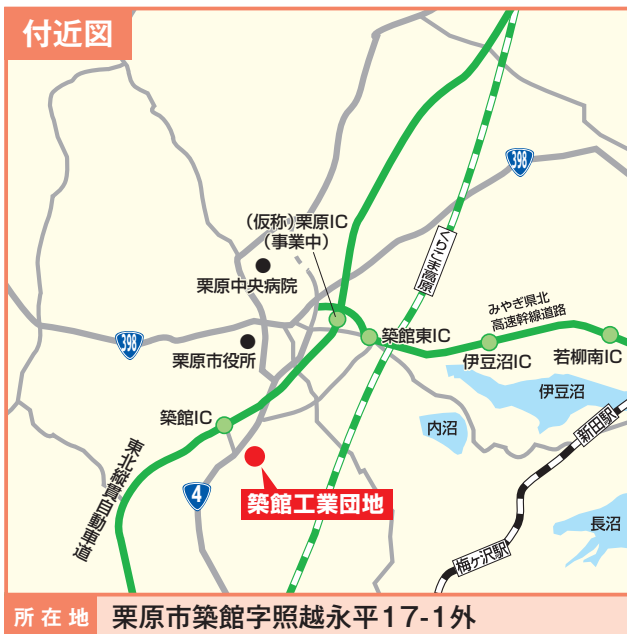 付近図
398
(仮称)栗原IC
(事業中)
くりこま高原
栗原中央病院
みやぎ県北
高速幹線道路
398
築館東IC
栗原市役所
伊豆沼IC
若柳南IC
伊豆沼
築館IC
内沼
新田駅
東北縦貫自動車道
4
築館工業団地
長沼
梅ケ沢駅
所在地 栗原市築館字照越永平17-1外